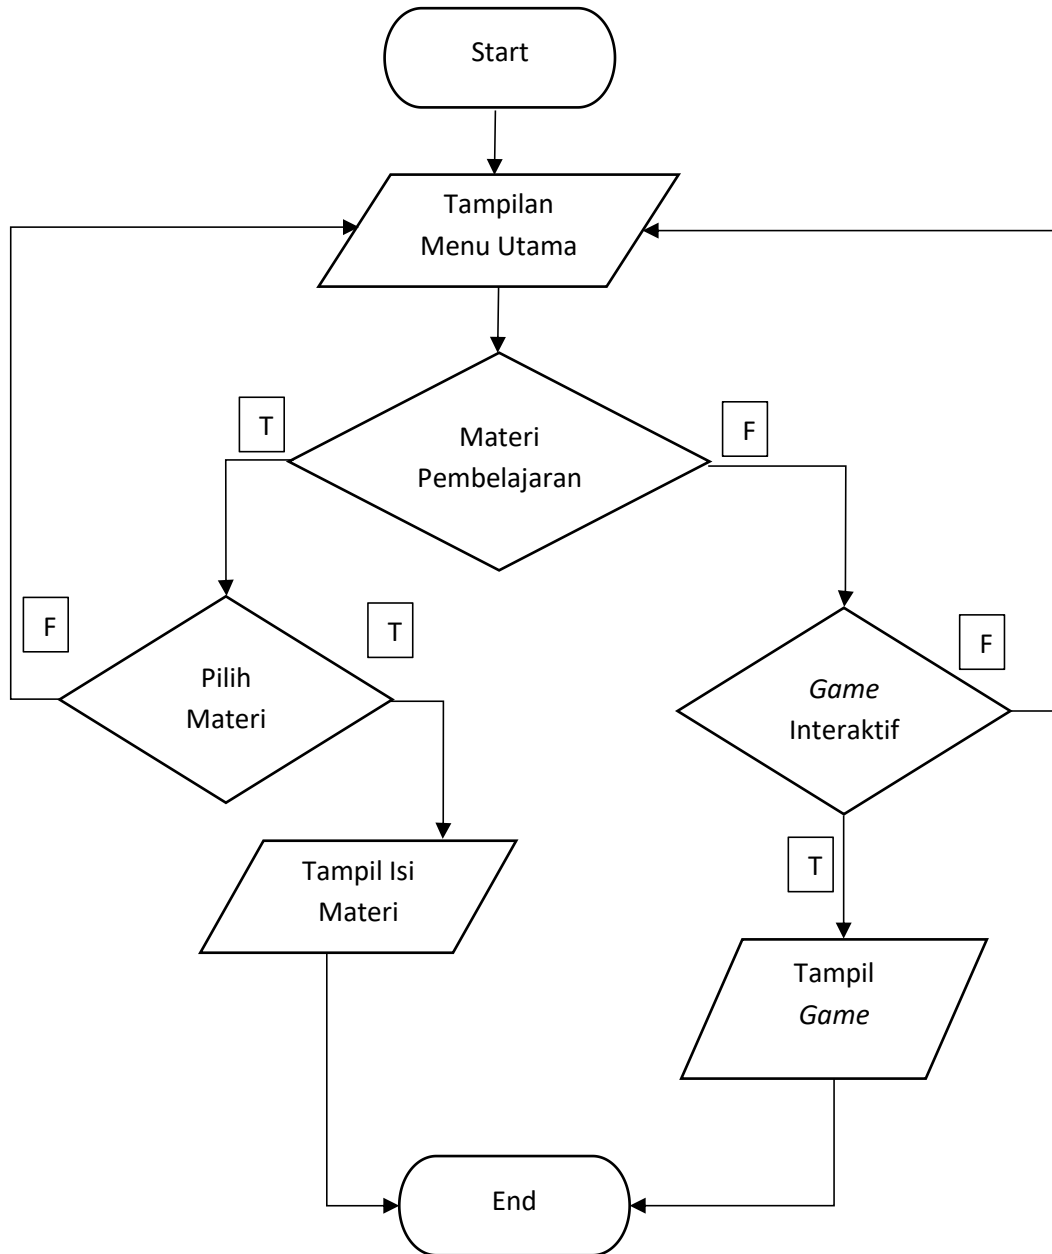 Start
Tampilan
Menu Utama
T
F
Materi
Pembelajaran
F
T
F
Pilih
Materi
Game
Interaktif
T
Tampil Isi
Materi
Tampil
Game
End